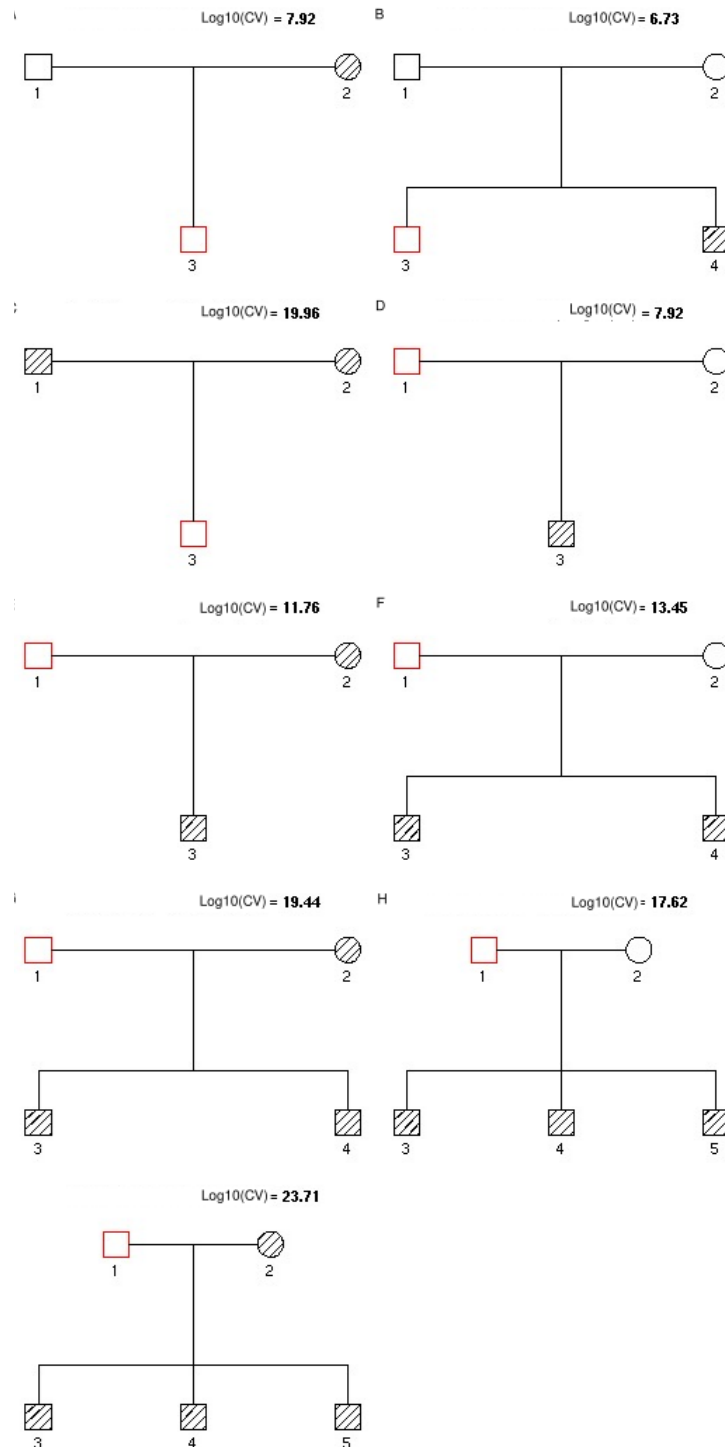 Log10(CV) = 7.92 B Log10(CV) = 6.73
1 2 1 2
3 3 4
Log10(CV) = 19.96 D Log10(CV) = 7.92
1 2 1 2
3 3
Log10(CV) = 11.76 F Log10(CV) = 13.45
1 2 1 2
3 3 4
Log10(CV) = 19.44 H Log10(CV) = 17.62
1 2 1 2
3 4 3 4 5
Log10(CV) = 23.71
1 2
3 4 5